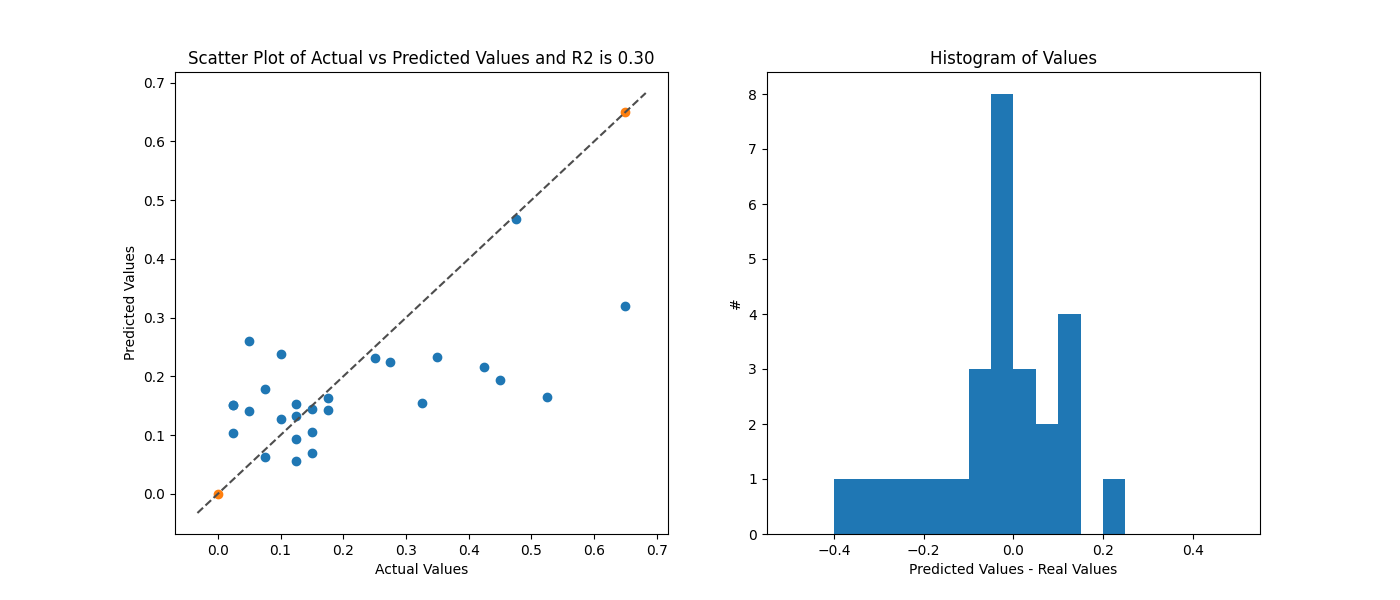 Scatter Plot of Actual vs Predicted Values and R2 is 0.30
0.7
0.6
0.5
0.4
0.3
0.2
0.1
0.0
Predicted Values
0.0 0.1 0.2 0.3 0.4 0.5 0.6 0.7
Actual Values
Histogram of Values
8
7
6
5
4
3
2
1
0
#
−0.4 −0.2 0.0 0.2 0.4
Predicted Values - Real Values